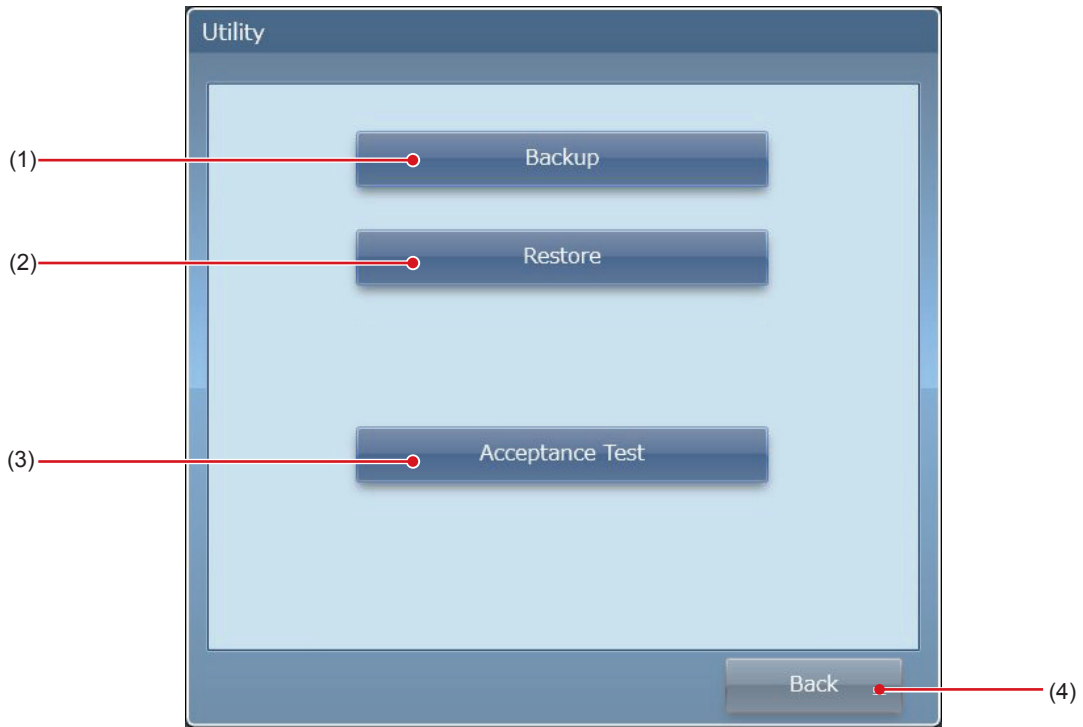 Utility
(1)
Backup
(2)
Restore
(3)
Acceptance Test
Back
(4)